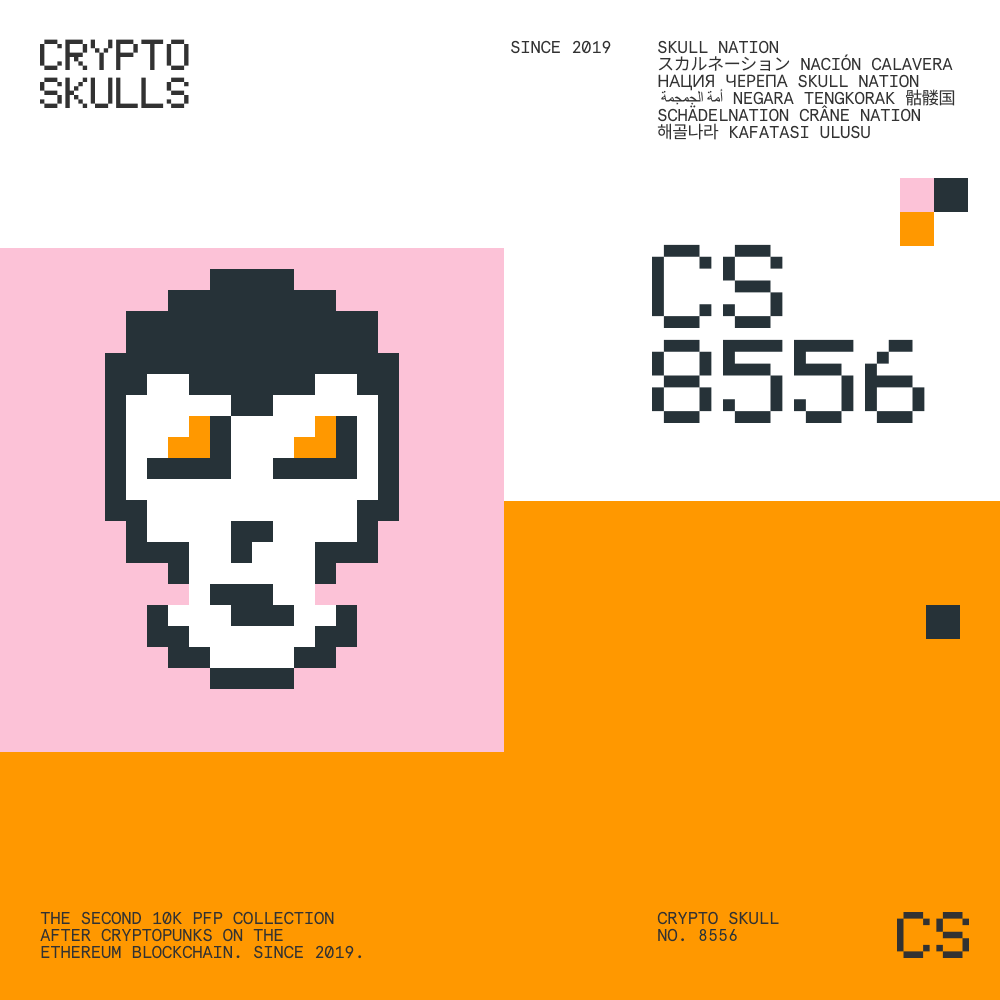 CRYPTO
SKULLS
SINCE 2019
SKULL NATION
スカルネーション NACIÓN CALAVERA
НАЦИЯ ЧЕРЕПА SKULL NATION
أمة الجمجمة NEGARA TENGKORAK 骷髅国
SCHÄDELNATION CRÂNE NATION
해골나라 KAFATASI ULUSU
CS
8556
THE SECOND 10K PFP COLLECTION
AFTER CRYPTOPUNKS ON THE
ETHEREUM BLOCKCHAIN. SINCE 2019.
CRYPTO SKULL
NO. 8556
CS